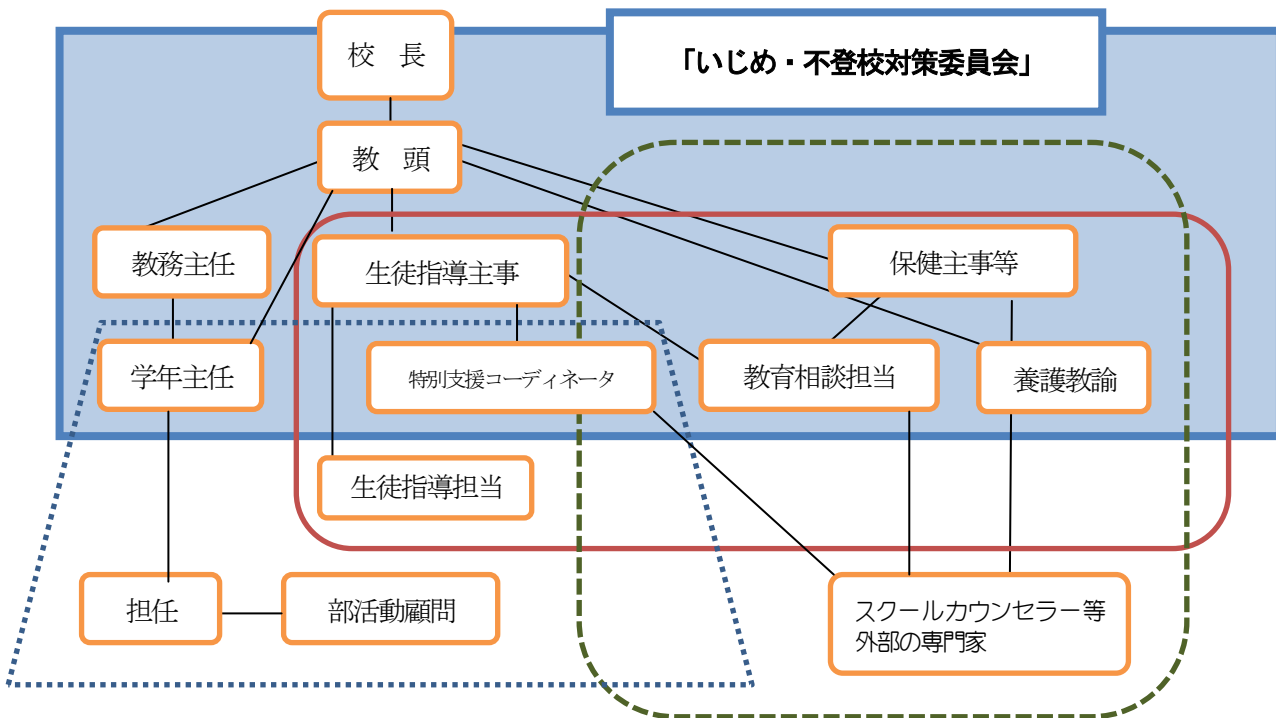 校　長
「いじめ・不登校対策委員会」
教　頭
教務主任
生徒指導主事
保健主事等
学年主任
特別支援コーディネータ
教育相談担当
養護教諭
生徒指導担当
担任
部活動顧問
スクールカウンセラー等
外部の専門家